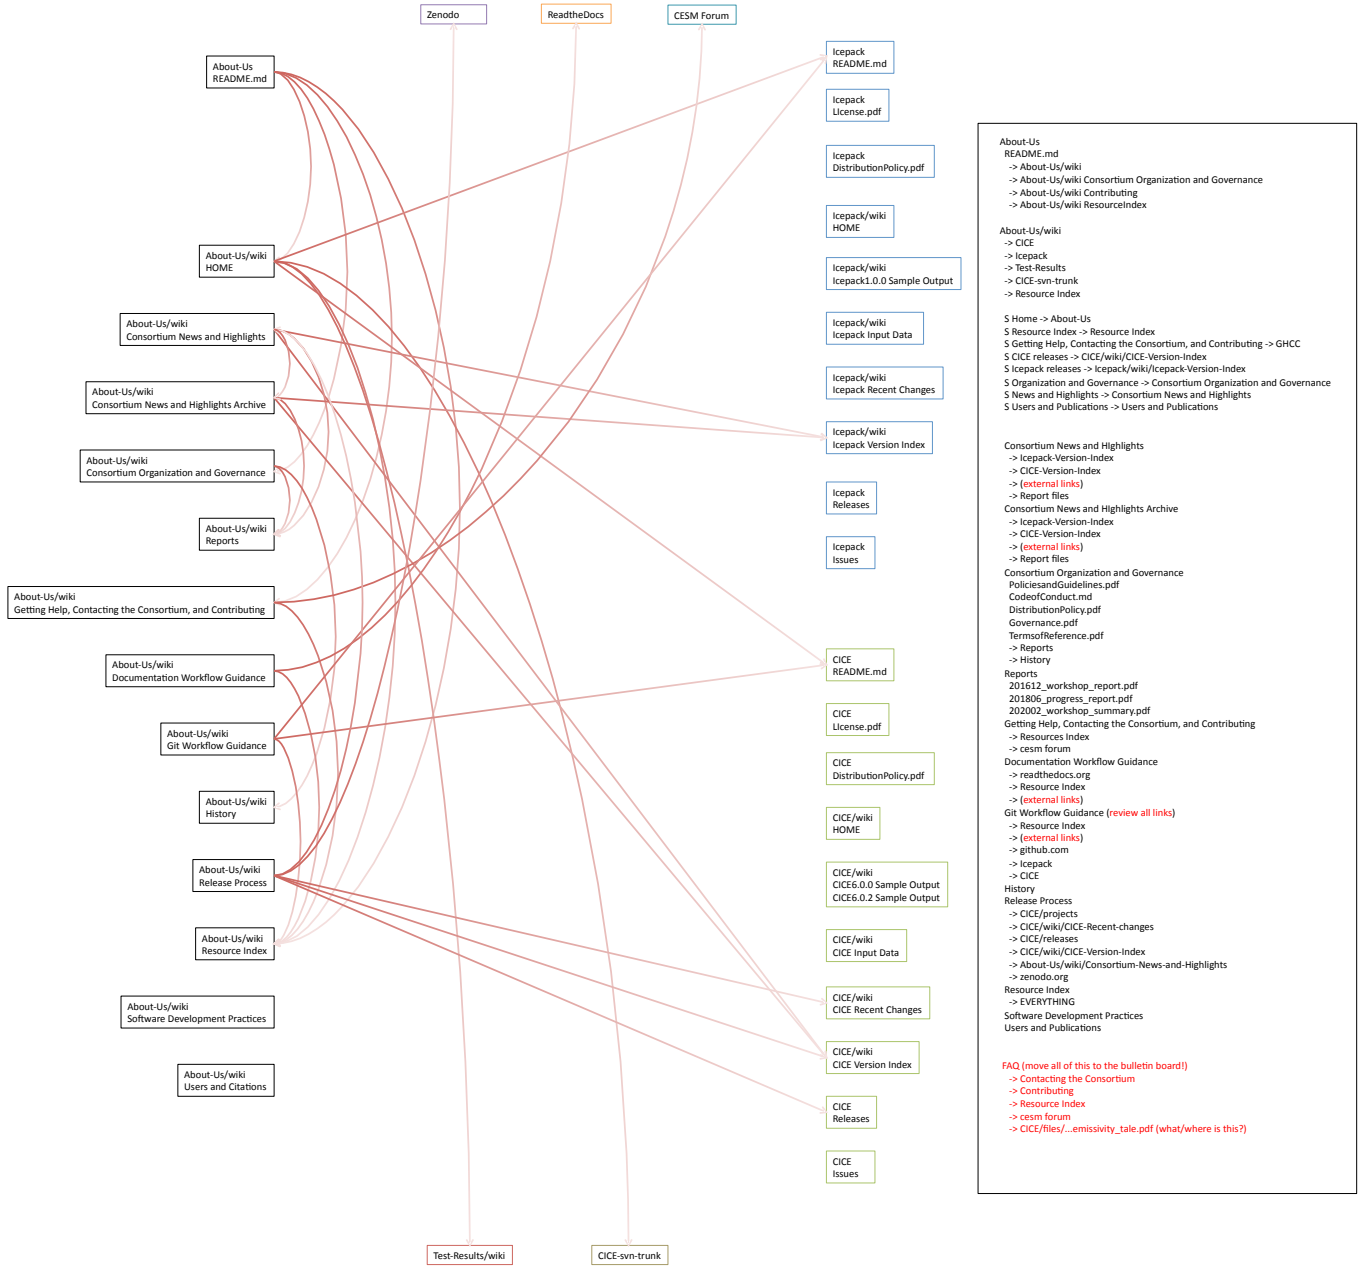 Zenodo
ReadtheDocs
CESM Forum
About-Us
README.md
About-Us/wiki
HOME
About-Us/wiki
Consortium News and Highlights
About-Us/wiki
Consortium News and Highlights Archive
About-Us/wiki
Consortium Organization and Governance
About-Us/wiki
Reports
About-Us/wiki
Getting Help, Contacting the Consortium, and Contributing
About-Us/wiki
Documentation Workflow Guidance
About-Us/wiki
Git Workflow Guidance
About-Us/wiki
History
About-Us/wiki
Release Process
About-Us/wiki
Resource Index
About-Us/wiki
Software Development Practices
About-Us/wiki
Users and Citations
Icepack
README.md
Icepack
LIcense.pdf
Icepack
DistributionPolicy.pdf
Icepack/wiki
HOME
Icepack/wiki
Icepack1.0.0 Sample Output
Icepack/wiki
Icepack Input Data
Icepack/wiki
Icepack Recent Changes
Icepack/wiki
Icepack Version Index
Icepack
Releases
Icepack
Issues
CICE
README.md
CICE
LIcense.pdf
CICE
DistributionPolicy.pdf
CICE/wiki
HOME
CICE/wiki
CICE6.0.0 Sample Output
CICE6.0.2 Sample Output
CICE/wiki
CICE Input Data
CICE/wiki
CICE Recent Changes
CICE/wiki
CICE Version Index
CICE
Releases
CICE
Issues
Test-Results/wiki
CICE-svn-trunk
About-Us
README.md
-> About-Us/wiki
-> About-Us/wiki Consortium Organization and Governance
-> About-Us/wiki Contributing
-> About-Us/wiki ResourceIndex
About-Us/wiki
-> CICE
-> Icepack
-> Test-Results
-> CICE-svn-trunk
-> Resource Index
S Home -> About-Us
S Resource Index -> Resource Index
S Getting Help, Contacting the Consortium, and Contributing -> GHCC
S CICE releases -> CICE/wiki/CICE-Version-Index
S Icepack releases -> Icepack/wiki/Icepack-Version-Index
S Organization and Governance -> Consortium Organization and Governance
S News and Highlights -> Consortium News and Highlights
S Users and Publications -> Users and Publications
Consortium News and HIghlights
-> Icepack-Version-Index
-> CICE-Version-Index
-> (external links)
-> Report files
Consortium News and HIghlights Archive
-> Icepack-Version-Index
-> CICE-Version-Index
-> (external links)
-> Report files
Consortium Organization and Governance
PoliciesandGuidelines.pdf
CodeofConduct.md
DistributionPolicy.pdf
Governance.pdf
TermsofReference.pdf
-> Reports
-> History
Reports
201612_workshop_report.pdf
201806_progress_report.pdf
202002_workshop_summary.pdf
Getting Help, Contacting the Consortium, and Contributing
-> Resources Index
-> cesm forum
Documentation Workflow Guidance
-> readthedocs.org
-> Resource Index
-> (external links)
Git Workflow Guidance (review all links)
-> Resource Index
-> (external links)
-> github.com
-> Icepack
-> CICE
History
Release Process
-> CICE/projects
-> CICE/wiki/CICE-Recent-changes
-> CICE/releases
-> CICE/wiki/CICE-Version-Index
-> About-Us/wiki/Consortium-News-and-Highlights
-> zenodo.org
Resource Index
-> EVERYTHING
Software Development Practices
Users and Publications
FAQ (move all of this to the bulletin board!)
-> Contacting the Consortium
-> Contributing
-> Resource Index
-> cesm forum
-> CICE/files/...emissivity_tale.pdf (what/where is this?)